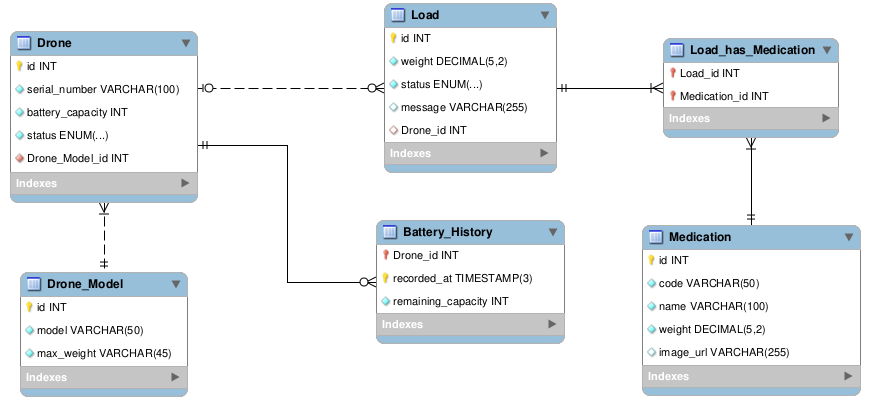 Drone
id INT
serial_number VARCHAR(100)
battery_capacity INT
status ENUM(...)
Drone_Model_id INT
Indexes
Load
id INT
weight DECIMAL(5,2)
status ENUM(...)
message VARCHAR(255)
Drone_id INT
Indexes
Load_has_Medication
Load_id INT
Medication_id INT
Indexes
Drone_Model
id INT
model VARCHAR(50)
max_weight VARCHAR(45)
Indexes
Battery_History
Drone_id INT
recorded_at TIMESTAMP(3)
remaining_capacity INT
Indexes
Medication
id INT
code VARCHAR(50)
name VARCHAR(100)
weight DECIMAL(5,2)
image_url VARCHAR(255)
Indexes